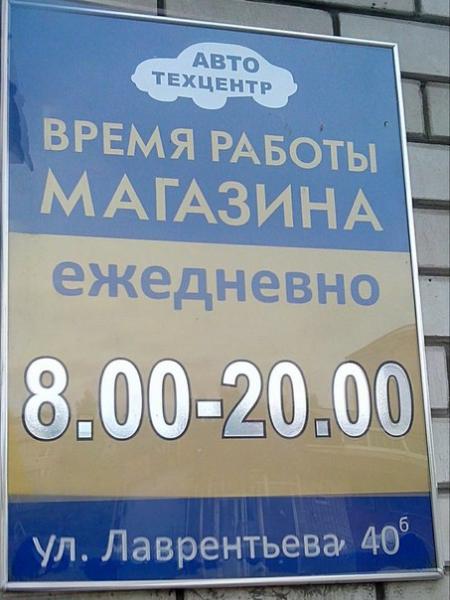 АВТО
ТЕХЦЕНТР
ВРЕМЯ РАБОТЫ
МАГАЗИНА
ежедневно
8.00-20.00
ул. Лаврентьева, 40б